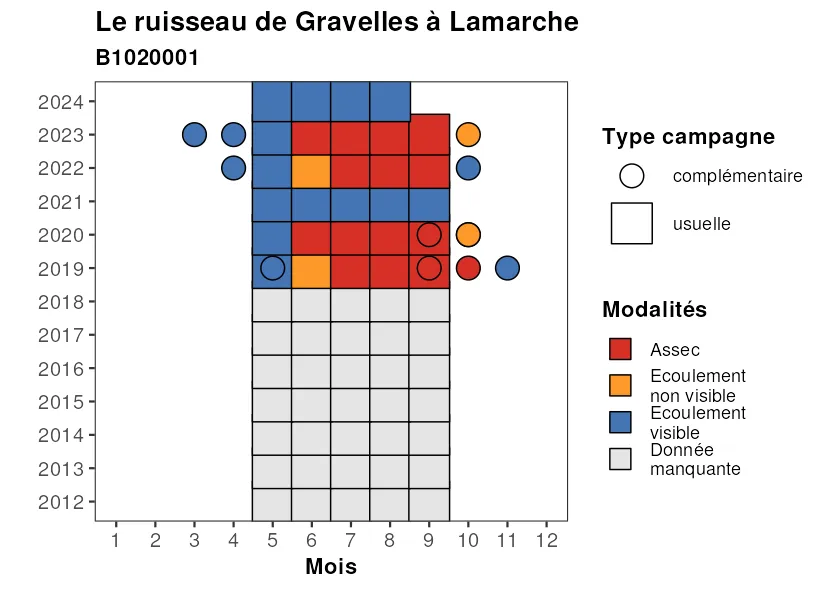 Le ruisseau de Gravelles à Lamarche
B1020001
2024
2023
2022
2021
2020
2019
2018
2017
2016
2015
2014
2013
2012
1 2 3 4 5 6 7 8 9 10 11 12
Mois
Type campagne
complémentaire
usuelle
Modalités
Assec
Ecoulement
non visible
Ecoulement
visible
Donnée
manquante